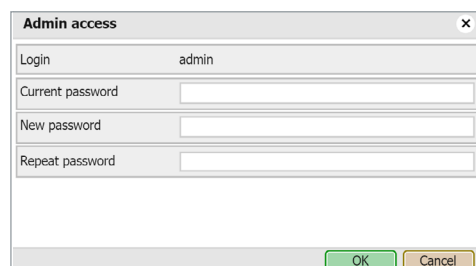 Admin access
Login admin
Current password
New password
Repeat password
OK Cancel